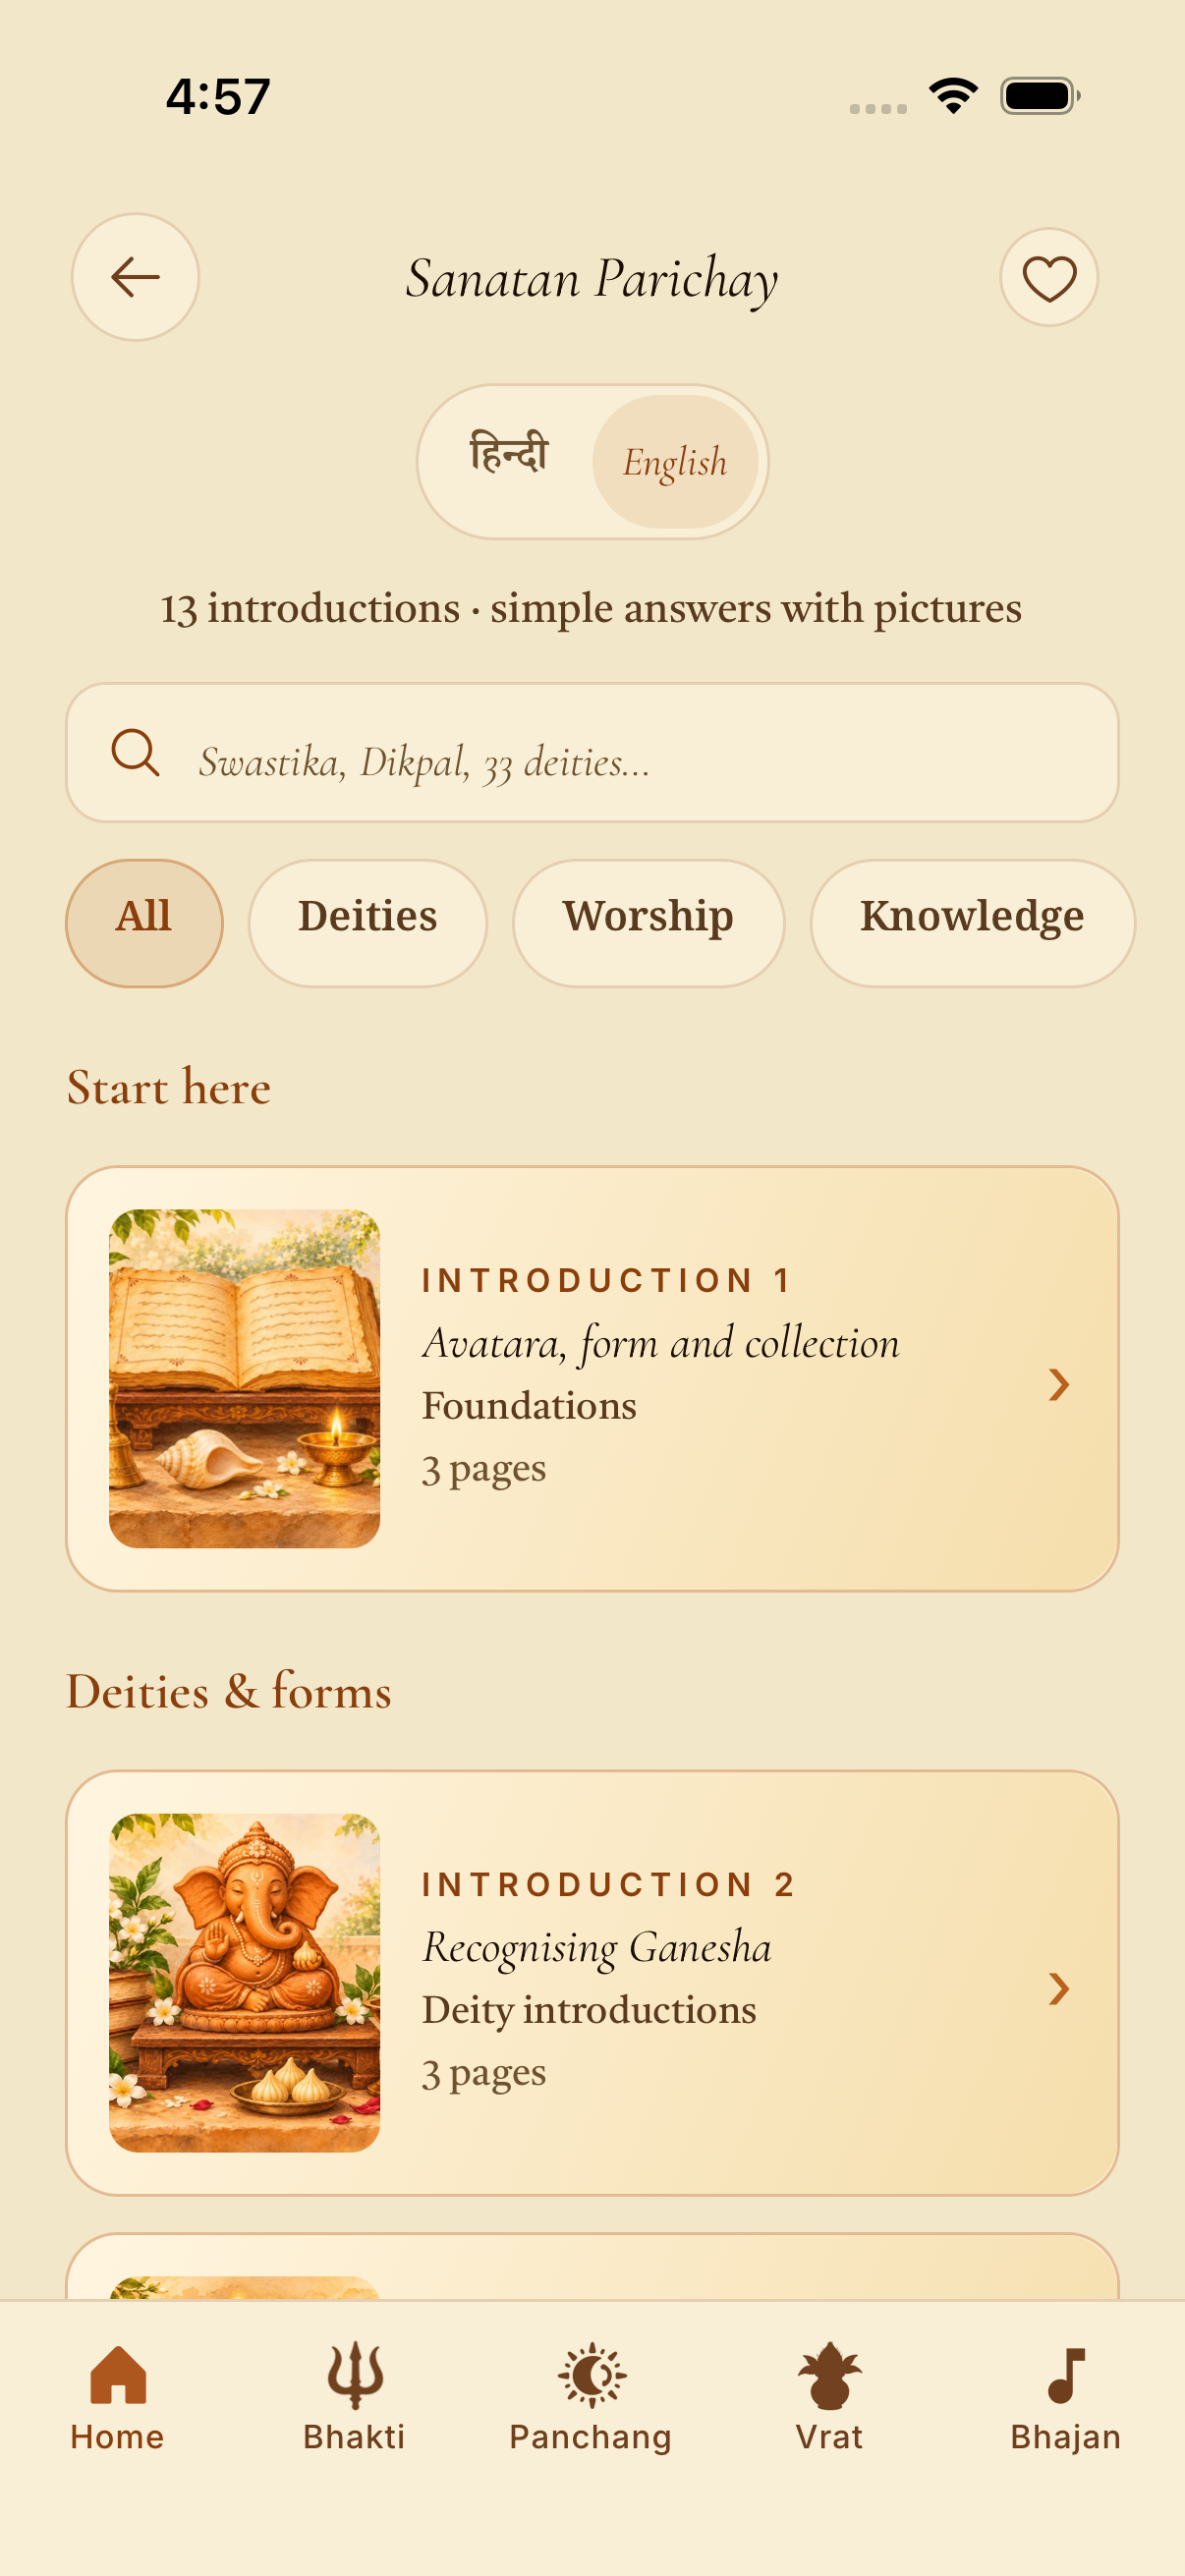 4:57
Sanatan Parichay
हिन्दी English
13 introductions · simple answers with pictures
Swastika, Dikpal, 33 deities...
All Deities Worship Knowledge
Start here
INTRODUCTION 1
Avatara, form and collection
Foundations
3 pages
Deities & forms
INTRODUCTION 2
Recognising Ganesha
Deity introductions
3 pages
Home Bhakti Panchang Vrat Bhajan